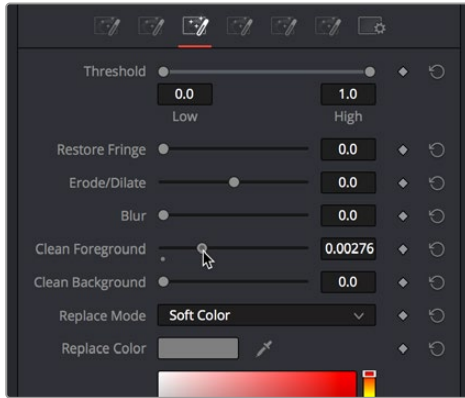 Threshold
0.0 1.0
Low High
Restore Fringe 0.0
Erode/Dilate 0.0
Blur 0.0
Clean Foreground 0.00276
Clean Background 0.0
Replace Mode Soft Color
Replace Color